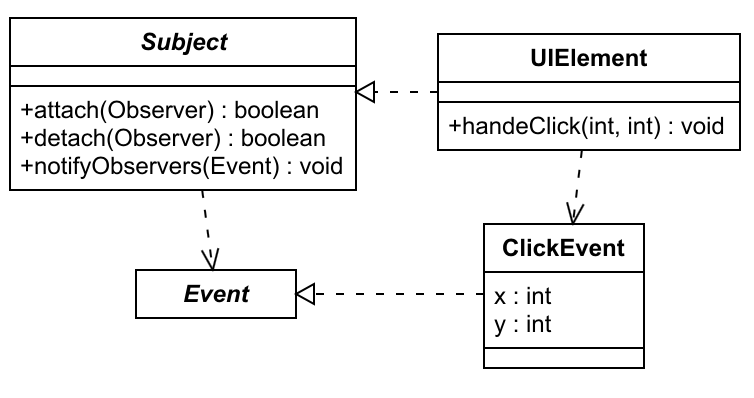 Subject
+attach(Observer) : boolean
+detach(Observer) : boolean
+notifyObservers(Event) : void
UIElement
+handeClick(int, int) : void
Event
ClickEvent
x : int
y : int